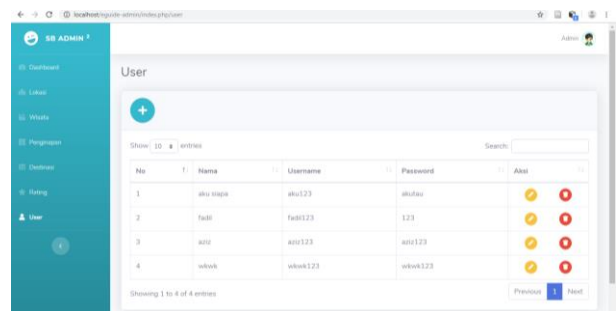 localhost/nguide-admin/index.php/user
SB ADMIN 2
Admin
Dashboard
Lokasi
Wisata
Penginapan
Destinasi
Rating
User
User
+
Show 10 entries
Search:
No Nama Username Password Aksi
1 aku siapa aku123 akutau
2 fadil fadil123 123
3 aziz aziz123 aziz123
4 wkwk wkwk123 wkwk123
Showing 1 to 4 of 4 entries
Previous 1 Next